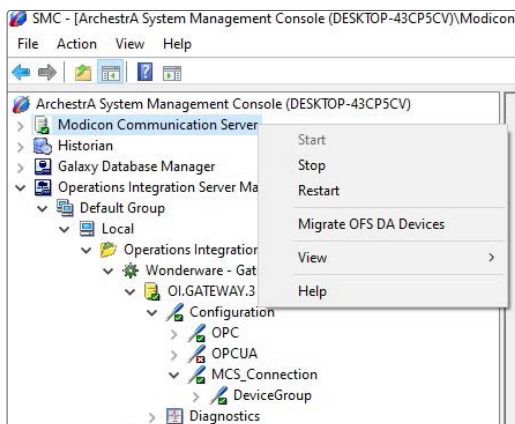 SMC - [ArchestrA System Management Console (DESKTOP-43CP5CV)\Modicon
File Action View Help
ArchestrA System Management Console (DESKTOP-43CP5CV)
Modicon Communication Server
Historian
Galaxy Database Manager
Operations Integration Server Ma
Default Group
Local
Operations Integration
Wonderware - Gat
OI.GATEWAY.3
Configuration
OPC
OPCUA
MCS_Connection
DeviceGroup
Diagnostics
Start
Stop
Restart
Migrate OFS DA Devices
View
Help